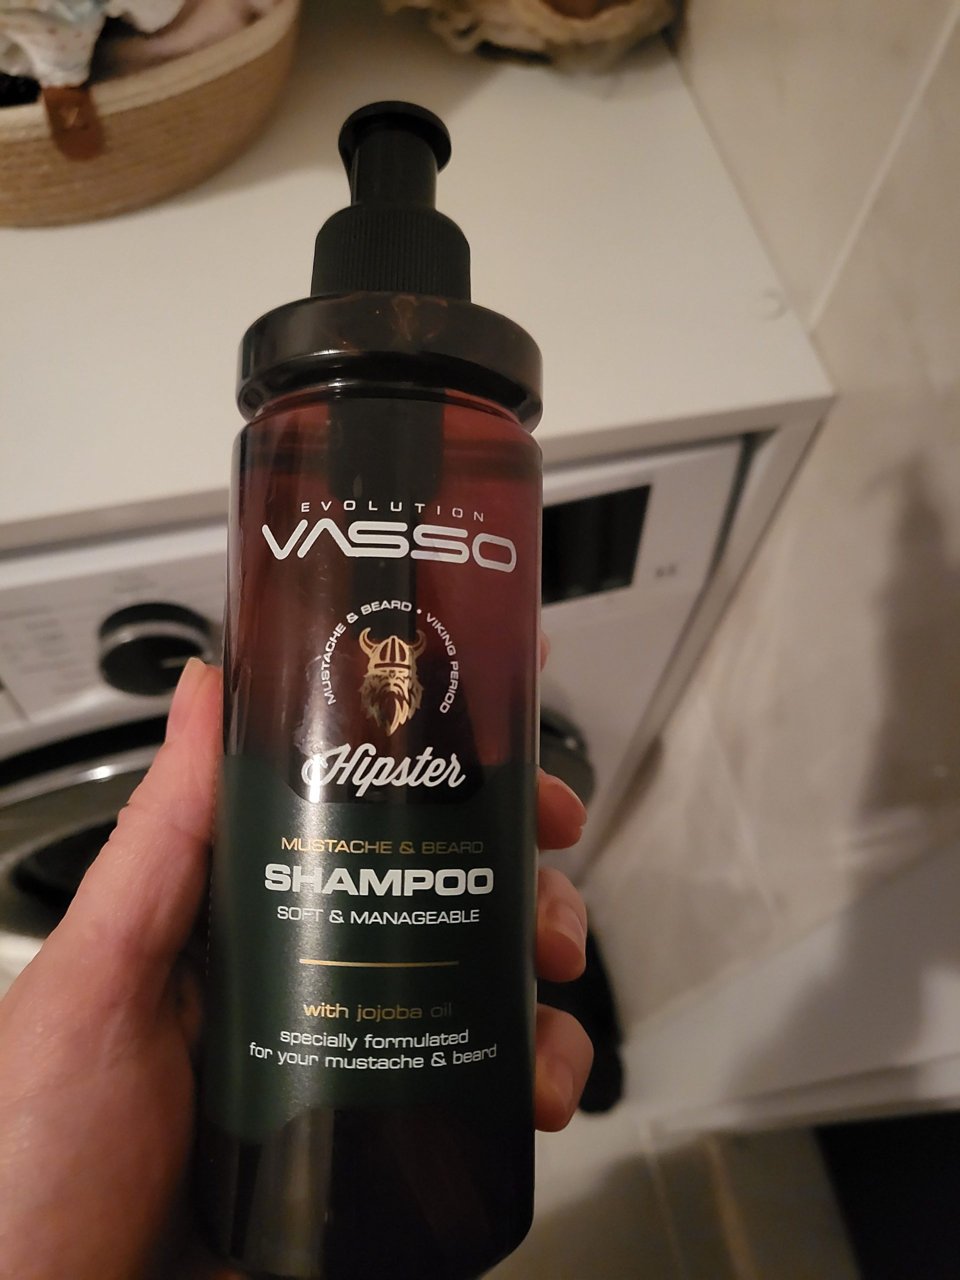 EVOLUTION
VASSO
MUSTACHE & BEARD • VIKING PERIOD
Hipster
MUSTACHE & BEARD
SHAMPOO
SOFT & MANAGEABLE
with jojoba oil
specially formulated
for your mustache & beard